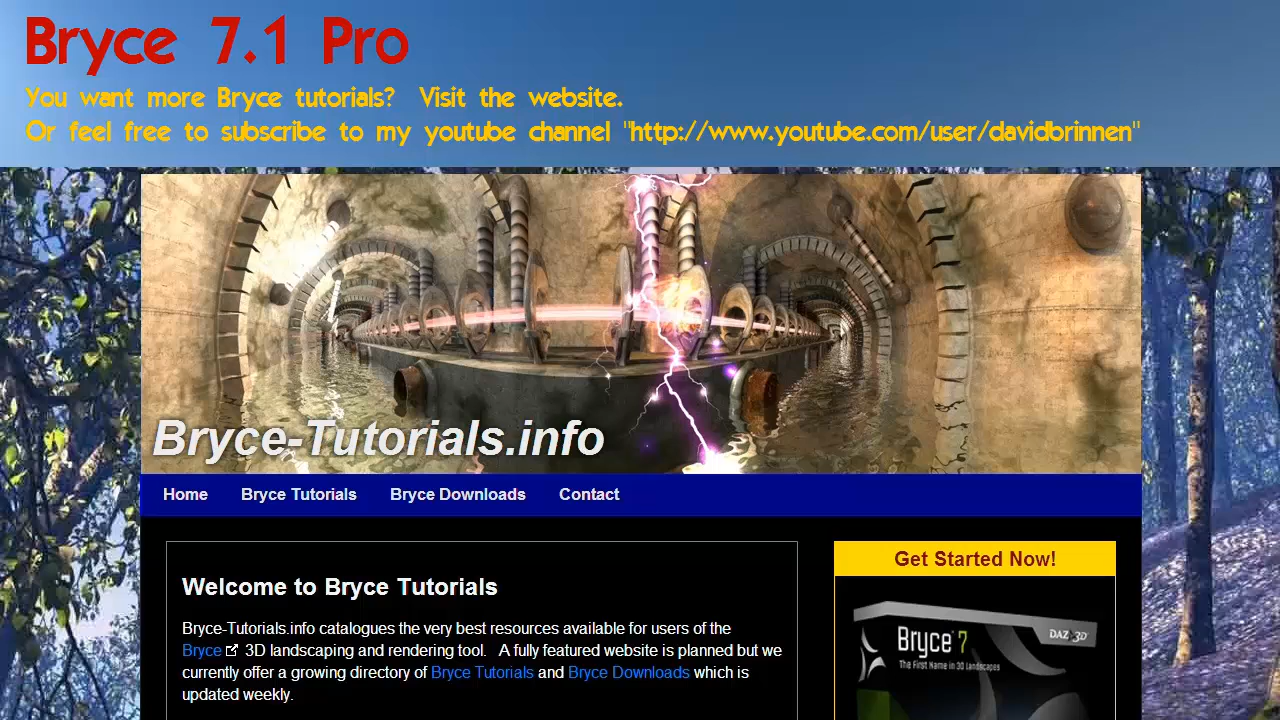 Bryce 7.1 Pro
You want more Bryce tutorials? Visit the website.
Or feel free to subscribe to my youtube channel "http://www.youtube.com/user/davidbrinnen"
Bryce-Tutorials.info
Home Bryce Tutorials Bryce Downloads Contact
Welcome to Bryce Tutorials
Bryce-Tutorials.info catalogues the very best resources available for users of the
Bryce 3D landscaping and rendering tool. A fully featured website is planned but we
currently offer a growing directory of Bryce Tutorials and Bryce Downloads which is
updated weekly.
Get Started Now!
DAZ 3D
Bryce 7
The First Name in 3D Landscapes